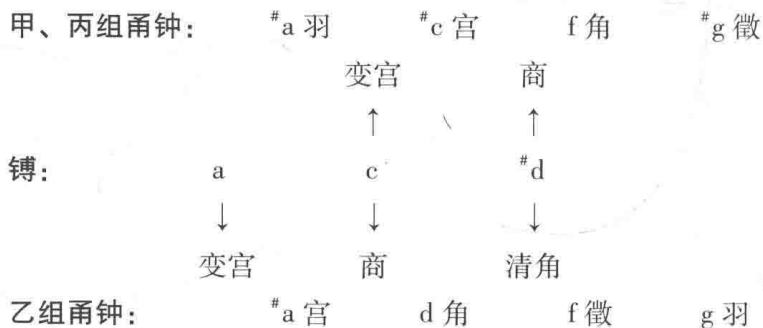 甲、丙组甬钟: #a 羽 #c 宫 f 角 #g 徵
变宫 商
↑ ↑
镈: a c #d
↓ ↓ ↓
变宫 商 清角
乙组甬钟: #a 宫 d 角 f 徵 g 羽